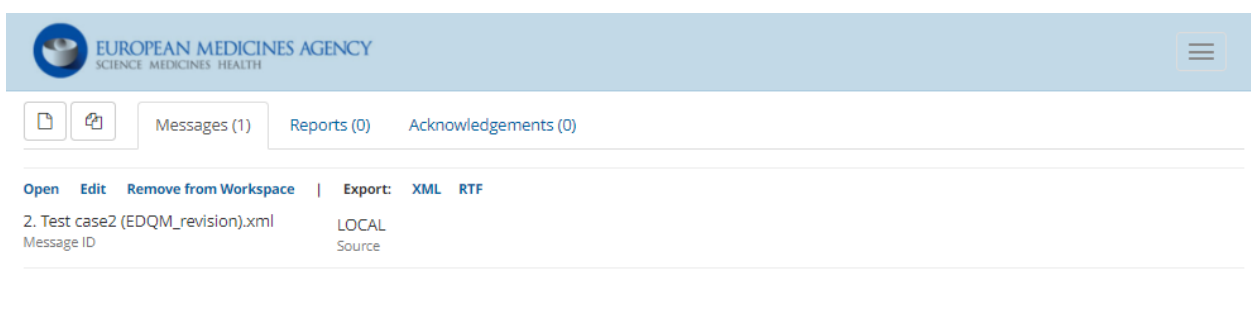 EUROPEAN MEDICINES AGENCY
SCIENCE MEDICINES HEALTH
Messages (1) Reports (0) Acknowledgements (0)
Open Edit Remove from Workspace | Export: XML RTF
2. Test case2 (EDQM_revision).xml LOCAL
Message ID Source